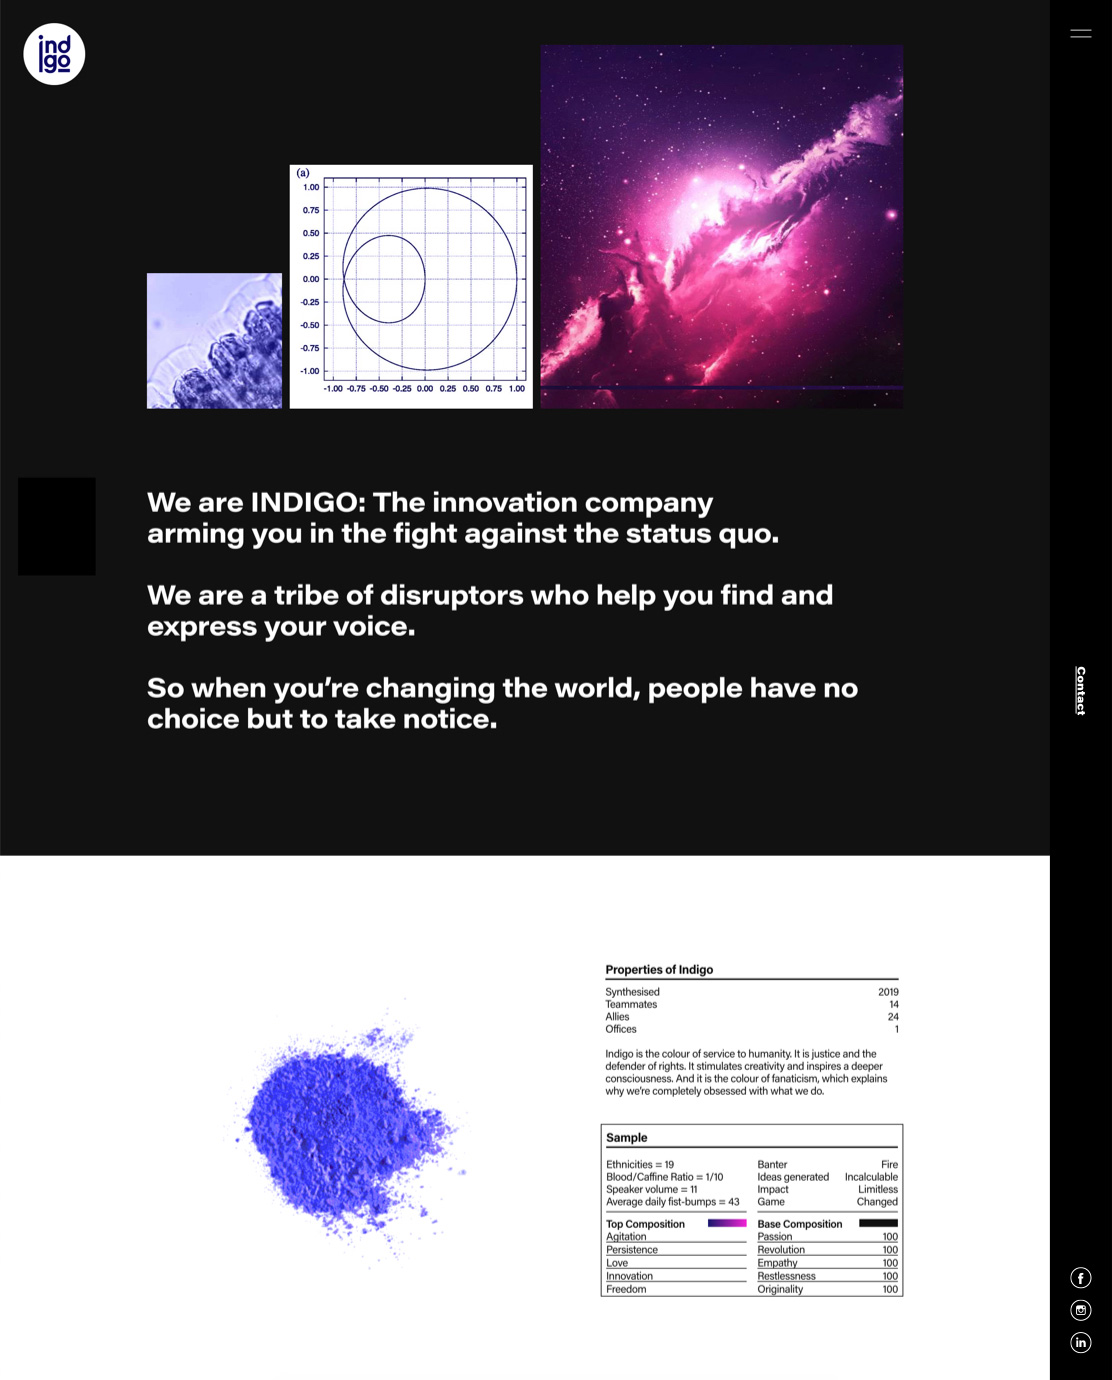 ind
igo
(a)
1.00
0.75
0.50
0.25
0.00
-0.25
-0.50
-0.75
-1.00
-1.00 -0.75 -0.50 -0.25 0.00 0.25 0.50 0.75 1.00
We are INDIGO: The innovation company
arming you in the fight against the status quo.
We are a tribe of disruptors who help you find and
express your voice.
So when you’re changing the world, people have no
choice but to take notice.
Contact
Properties of Indigo
Synthesised 2019
Teammates 14
Allies 24
Offices 1
Indigo is the colour of service to humanity. It is justice and the
defender of rights. It stimulates creativity and inspires a deeper
consciousness. And it is the colour of fanaticism, which explains
why we’re completely obsessed with what we do.
Sample
Ethnicities = 19
Blood/Caffine Ratio = 1/10
Speaker volume = 11
Average daily fist-bumps = 43
Banter Fire
Ideas generated Incalculable
Impact Limitless
Game Changed
Top Composition
Agitation
Persistence
Love
Innovation
Freedom
Base Composition
Passion 100
Revolution 100
Empathy 100
Restlessness 100
Originality 100
f
in